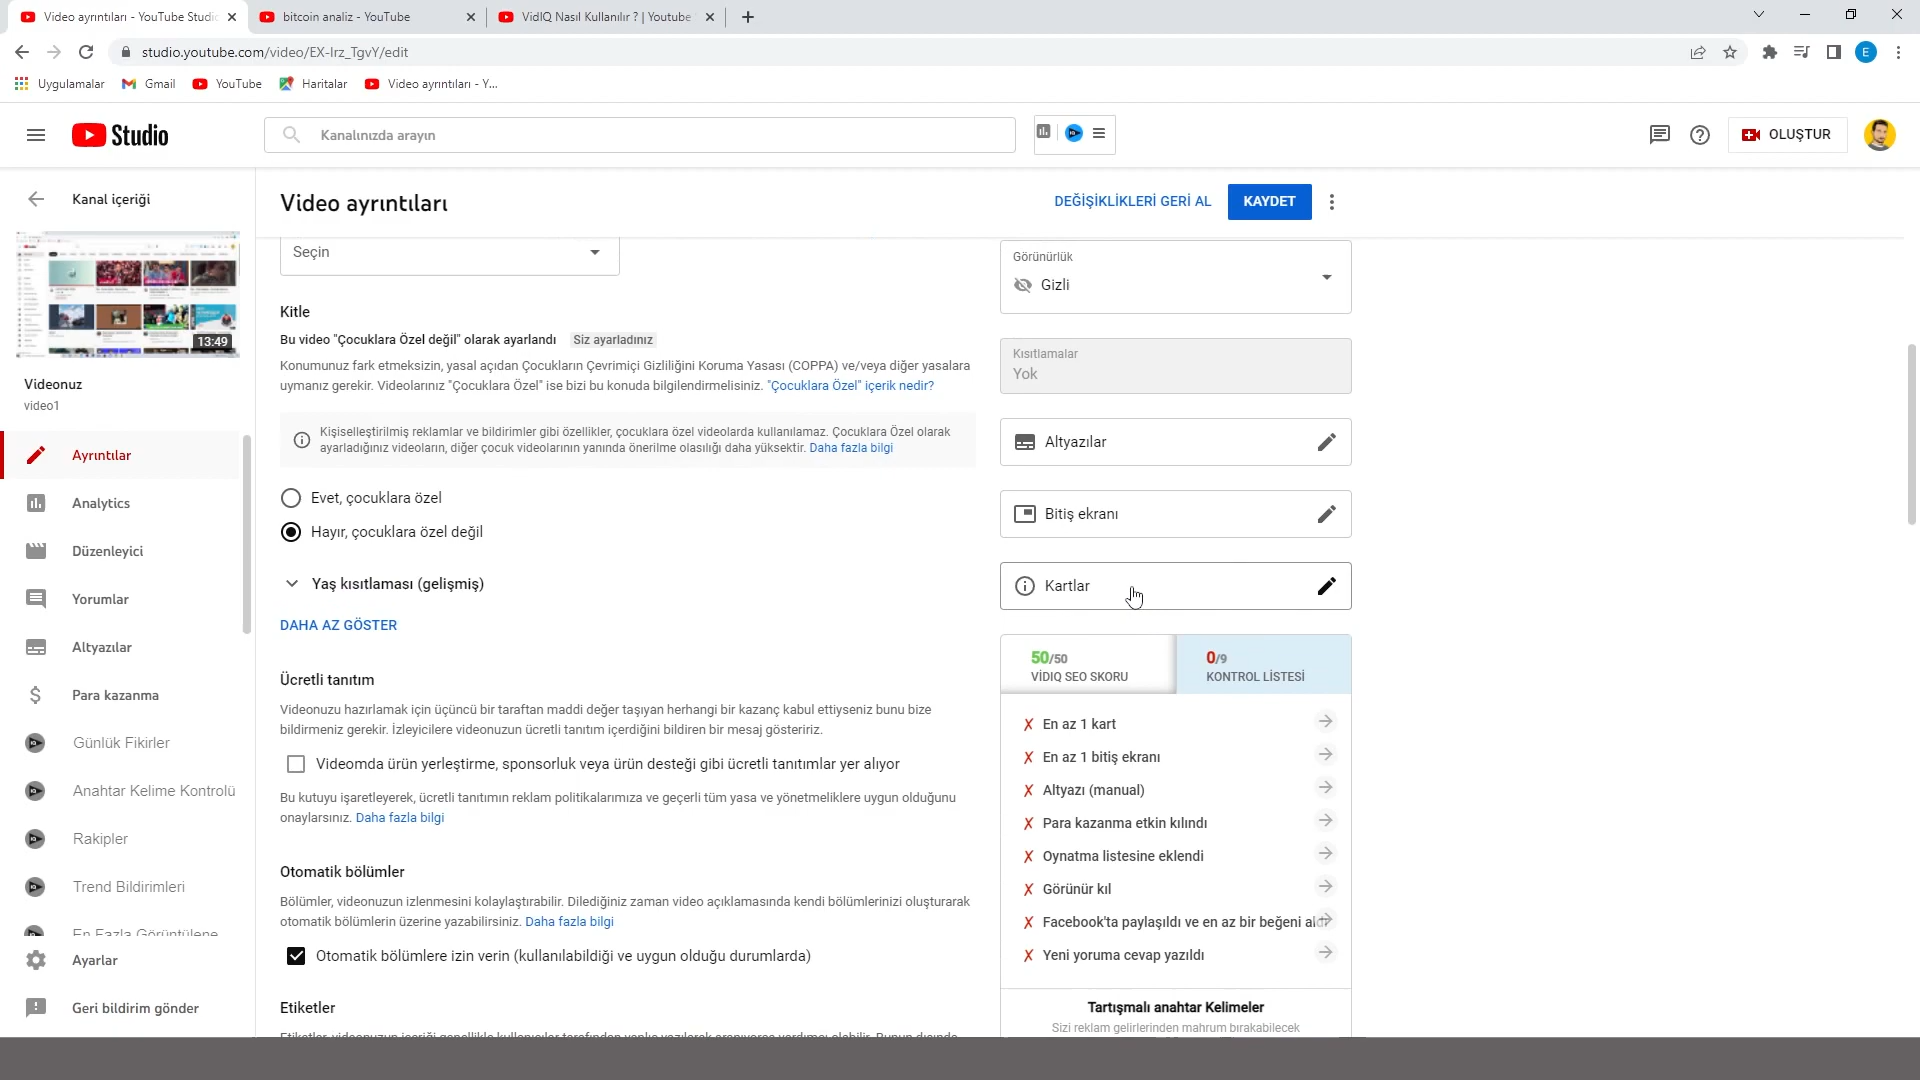 Video ayrıntıları - YouTube Studio
bitcoin analiz - YouTube
VidIQ Nasıl Kullanılır ? | Youtube
studio.youtube.com/video/EX-Irz_TgvY/edit
E
Uygulamalar
Gmail
YouTube
Haritalar
Video ayrıntıları - Y...
Studio
Kanalınızda arayın
OLUŞTUR
Kanal içeriği
Video ayrıntıları
DEĞİŞİKLİKLERİ GERİ AL
KAYDET
13:49
Videonuz
video1
Ayrıntılar
Analytics
Düzenleyici
Yorumlar
Altyazılar
Para kazanma
Günlük Fikirler
Anahtar Kelime Kontrolü
Rakipler
Trend Bildirimleri
En Fazla Görüntülene
Ayarlar
Geri bildirim gönder
Seçin
Kitle
Bu video "Çocuklara Özel değil" olarak ayarlandı Siz ayarladınız
Konumunuz fark etmeksizin, yasal açıdan Çocukların Çevrimiçi Gizliliğini Koruma Yasası (COPPA) ve/veya diğer yasalara
uymanız gerekir. Videolarınız "Çocuklara Özel" ise bizi bu konuda bilgilendirmelisiniz. "Çocuklara Özel" içerik nedir?
Kişiselleştirilmiş reklamlar ve bildirimler gibi özellikler, çocuklara özel videolarda kullanılamaz. Çocuklara Özel olarak
ayarladığınız videoların, diğer çocuk videolarının yanında önerilme olasılığı daha yüksektir. Daha fazla bilgi
Evet, çocuklara özel
Hayır, çocuklara özel değil
Yaş kısıtlaması (gelişmiş)
DAHA AZ GÖSTER
Ücretli tanıtım
Videonuzu hazırlamak için üçüncü bir taraftan maddi değer taşıyan herhangi bir kazanç kabul ettiyseniz bunu bize
bildirmeniz gerekir. İzleyicilere videonuzun ücretli tanıtım içerdiğini bildiren bir mesaj gösteririz.
Videomda ürün yerleştirme, sponsorluk veya ürün desteği gibi ücretli tanıtımlar yer alıyor
Bu kutuyu işaretleyerek, ücretli tanıtımın reklam politikalarımıza ve geçerli tüm yasa ve yönetmeliklere uygun olduğunu
onaylarsınız. Daha fazla bilgi
Otomatik bölümler
Bölümler, videonuzun izlenmesini kolaylaştırabilir. Dilediğiniz zaman video açıklamasında kendi bölümlerinizi oluşturarak
otomatik bölümlerin üzerine yazabilirsiniz. Daha fazla bilgi
Otomatik bölümlere izin verin (kullanılabildiği ve uygun olduğu durumlarda)
Etiketler
Görünürlük
Gizli
Kısıtlamalar
Yok
Altyazılar
Bitiş ekranı
Kartlar
50/50
VİDIQ SEO SKORU
0/9
KONTROL LİSTESİ
En az 1 kart
En az 1 bitiş ekranı
Altyazı (manual)
Para kazanma etkin kılındı
Oynatma listesine eklendi
Görünür kıl
Facebook'ta paylaşıldı ve en az bir beğeni aldı
Yeni yoruma cevap yazıldı
Tartışmalı anahtar Kelimeler
Sizi reklam gelirlerinden mahrum bırakabilecek